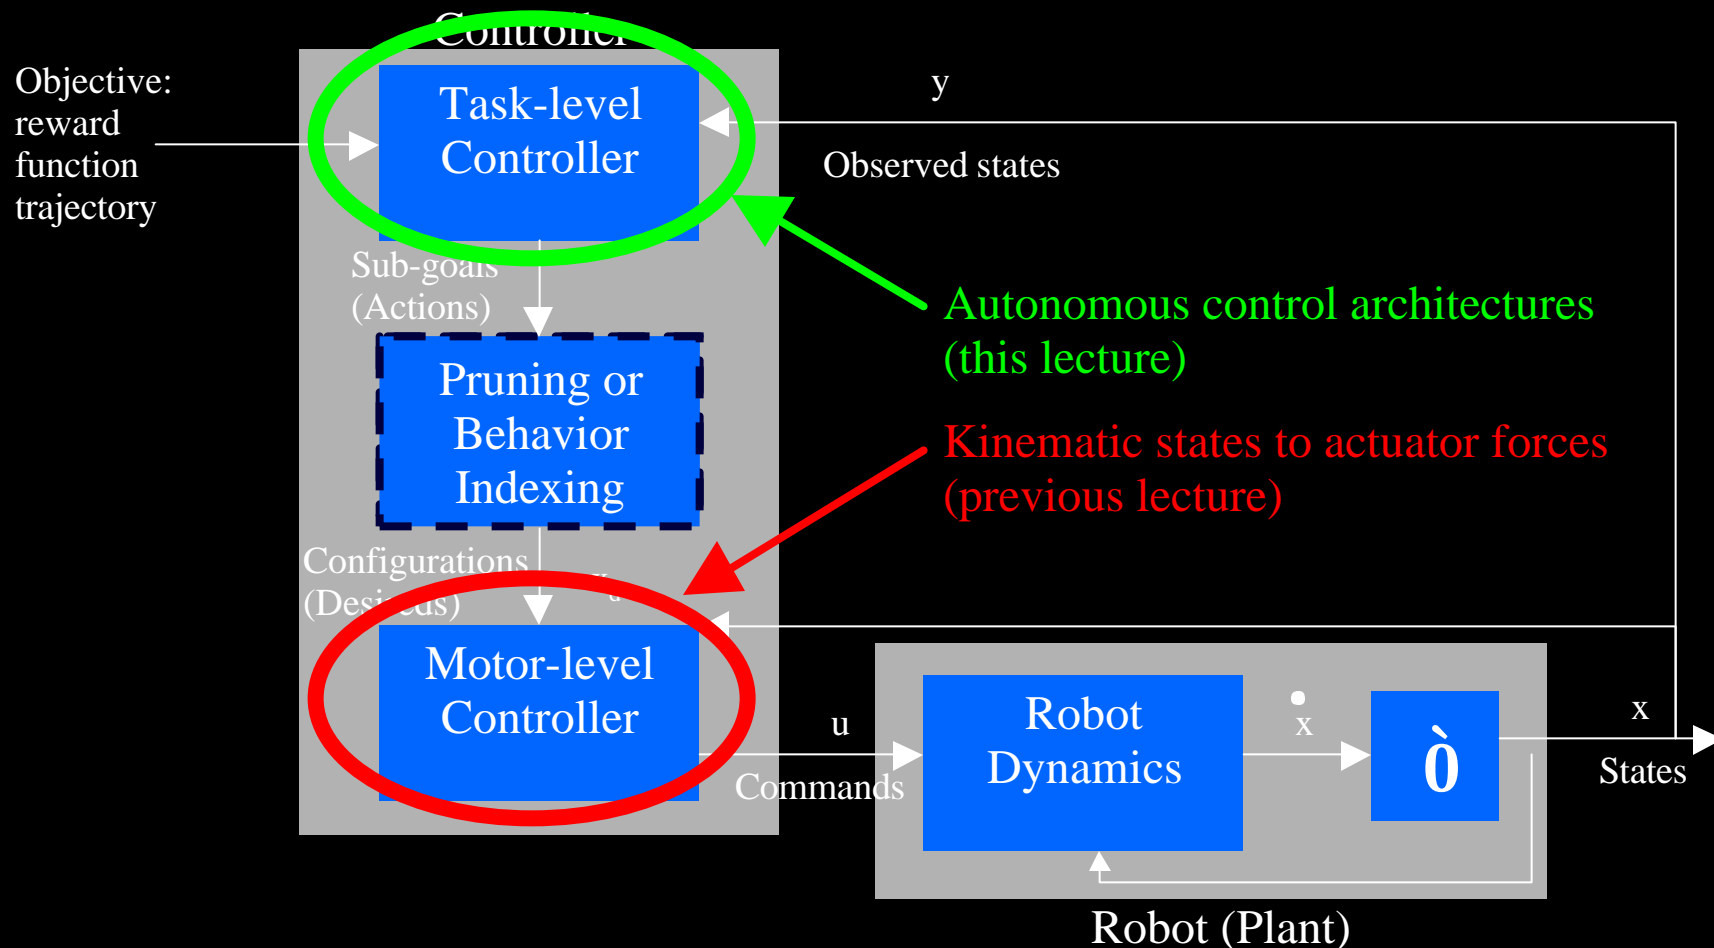 Controller
Objective:
reward
function
trajectory
Task-level
Controller
y
Observed states
Sub-goals
(Actions)
Autonomous control architectures
(this lecture)
Pruning or
Behavior
Indexing
Kinematic states to actuator forces
(previous lecture)
Configurations
(Desireds)
Motor-level
Controller
u
Commands
Robot
Dynamics
ẋ
ò
x
States
Robot (Plant)